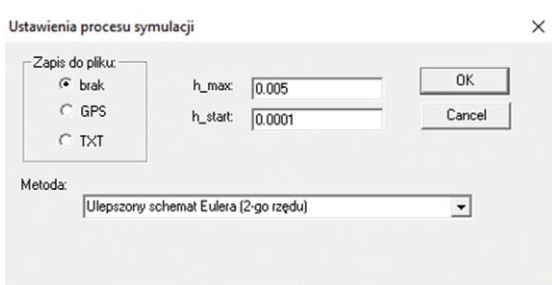 Ustawienia procesu symulacji
Zapis do pliku:
brak
GPS
TXT
h_max: 0.005
h_start: 0.0001
OK
Cancel
Metoda:
Ulepszony schemat Eulera (2-go rzędu)